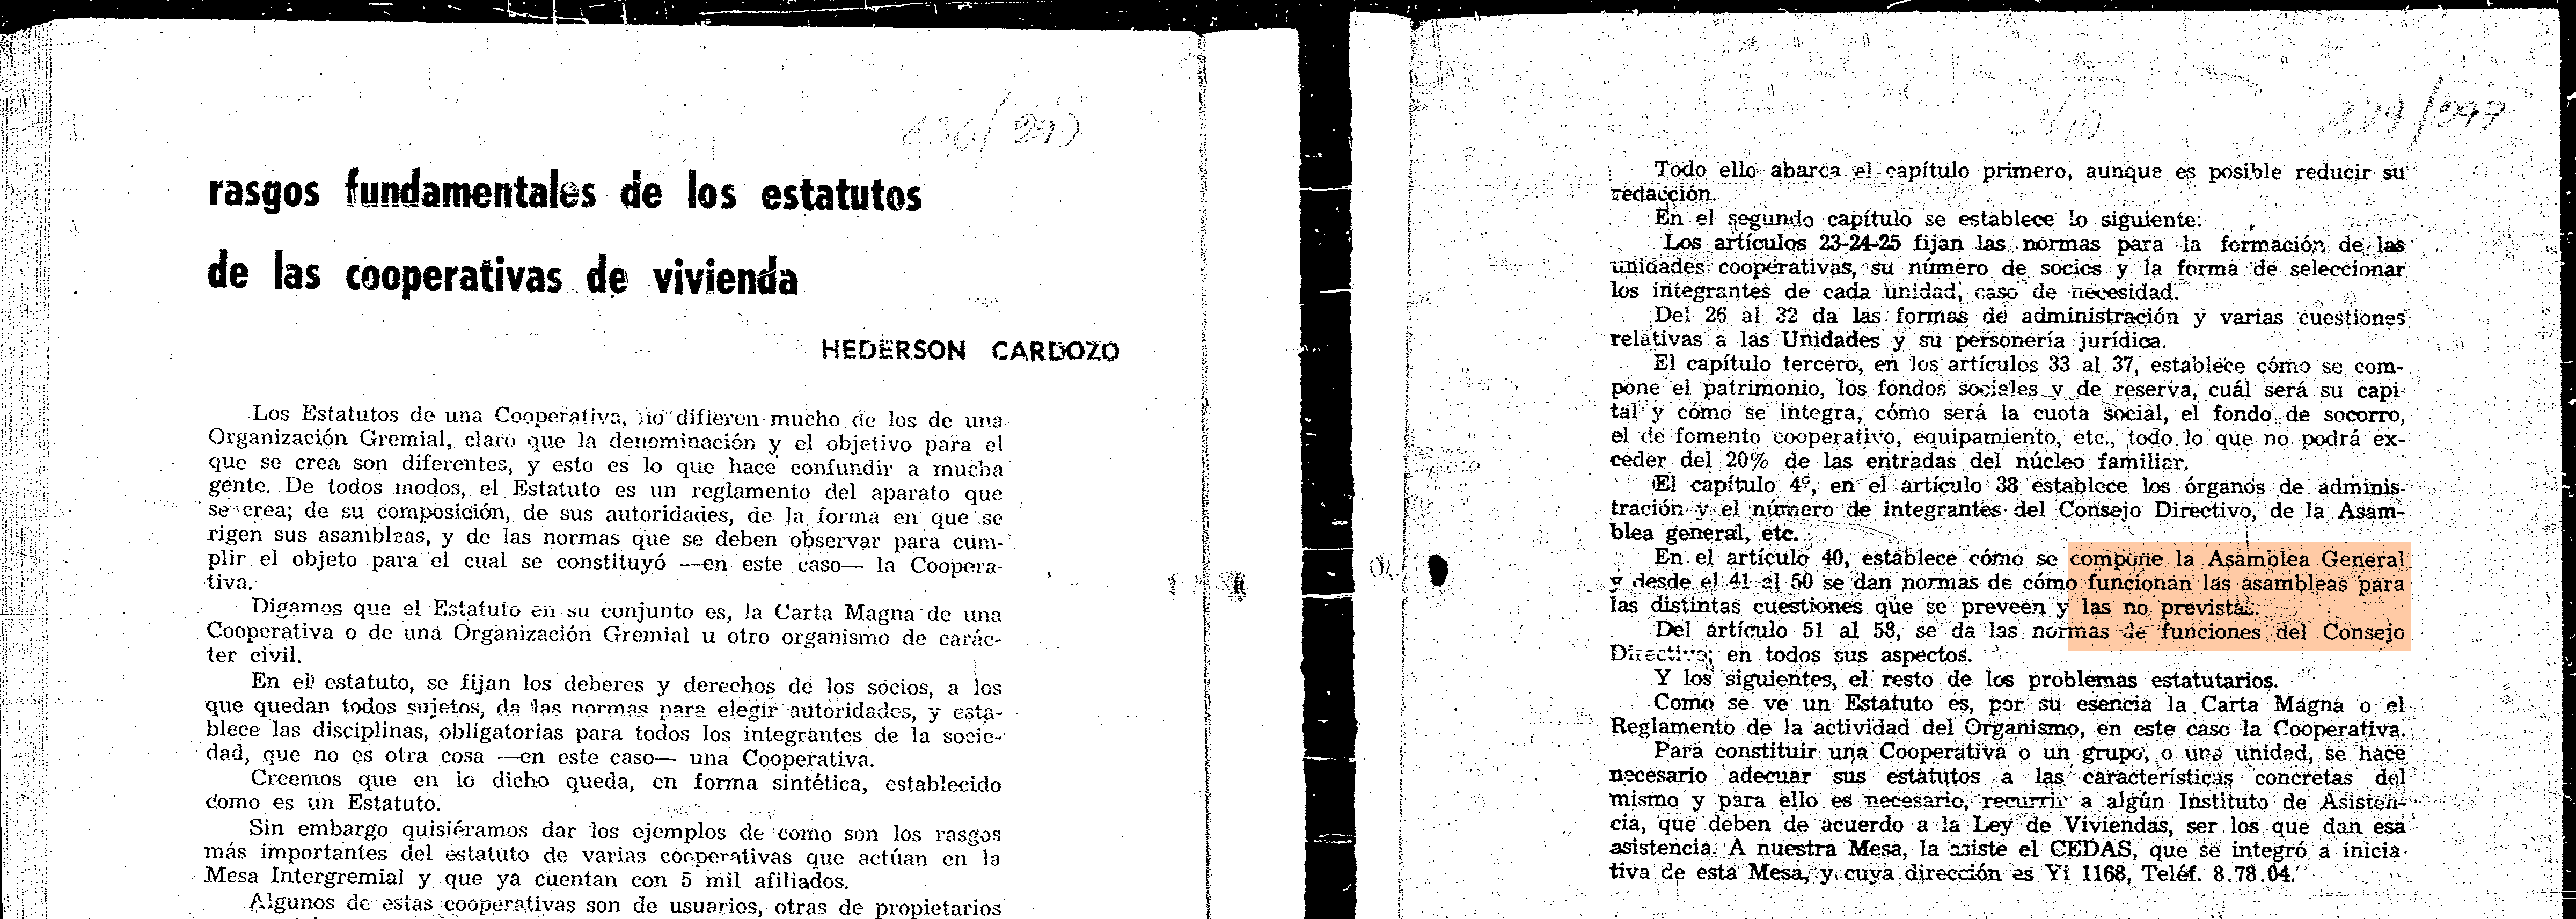 rasgos fundamentales de los estatutos
de las cooperativas de vivienda
HEDERSON CARDOZO
Los Estatutos de una Cooperativa, no difieren mucho de los de una
Organización Gremial, claro que la denominación y el objetivo para el
que se crea son diferentes, y esto es lo que hace confundir a mucha
gente. De todos modos, el Estatuto es un reglamento del aparato que
se crea; de su composición, de sus autoridades, de la forma en que se
rigen sus asambleas, y de las normas que se deben observar para cum-
plir el objeto para el cual se constituyó —en este caso— la Coopera-
tiva.
Digamos que el Estatuto en su conjunto es, la Carta Magna de una
Cooperativa o de una Organización Gremial u otro organismo de carác-
ter civil.
En el estatuto, se fijan los deberes y derechos de los socios, a los
que quedan todos sujetos, da las normas para elegir autoridades, y esta-
blece las disciplinas, obligatorias para todos los integrantes de la socie-
dad, que no es otra cosa —en este caso— una Cooperativa.
Creemos que en lo dicho queda, en forma sintética, establecido
como es un Estatuto.
Sin embargo quisiéramos dar los ejemplos de como son los rasgos
más importantes del estatuto de varias cooperativas que actúan en la
Mesa Intergremial y que ya cuentan con 5 mil afiliados.
Algunos de estas cooperativas son de usuarios, otras de propietarios
Todo ello abarca el capítulo primero, aunque es posible reducir su
redacción.
En el segundo capítulo se establece lo siguiente:
Los artículos 23-24-25 fijan las normas para la formación de las
unidades cooperativas, su número de socios y la forma de seleccionar
los integrantes de cada unidad, caso de necesidad.
Del 26 al 32 da las formas de administración y varias cuestiones
relativas a las Unidades y su personería jurídica.
El capítulo tercero, en los artículos 33 al 37, establece cómo se com-
pone el patrimonio, los fondos sociales y de reserva, cuál será su capi-
tal y cómo se integra, cómo será la cuota social, el fondo de socorro,
el de fomento cooperativo, equipamiento, etc., todo lo que no podrá ex-
ceder del 20% de las entradas del núcleo familiar.
El capítulo 4º, en el artículo 38 establece los órganos de adminis-
tración y el número de integrantes del Consejo Directivo, de la Asam-
blea general, etc.
En el artículo 40, establece cómo se compone la Asamblea General
y desde el 41 al 50 se dan normas de cómo funcionan las asambleas para
las distintas cuestiones que se preveen y las no previstas.
Del artículo 51 al 58, se da las normas de funciones del Consejo
Directivo; en todos sus aspectos.
Y los siguientes, el resto de los problemas estatutarios.
Como se ve un Estatuto es, por su esencia la Carta Magna o el
Reglamento de la actividad del Organismo, en este caso la Cooperativa.
Para constituir una Cooperativa o un grupo, o una unidad, se hace
necesario adecuar sus estatutos a las características concretas del
mismo y para ello es necesario, recurrir a algún Instituto de Asisten-
cia, que deben de acuerdo a la Ley de Viviendas, ser los que dan esa
asistencia. A nuestra Mesa, la asiste el CEDAS, que se integró a inicia-
tiva de esta Mesa, y cuya dirección es Yi 1168, Teléf. 8.78.04.